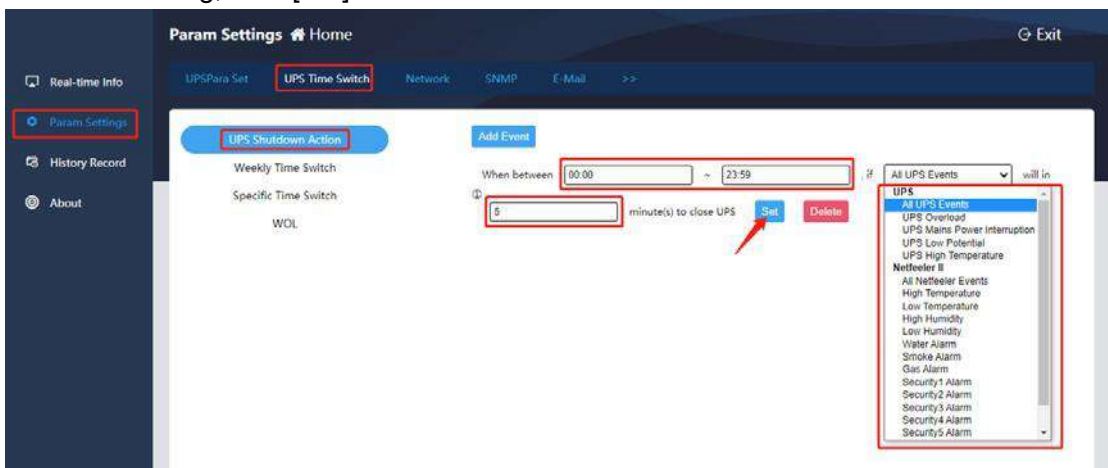 Param Settings Home
Exit
Real-time Info
Param Settings
History Record
About
UPSPara Set UPS Time Switch Network SNMP E-Mail >>
UPS Shutdown Action
Weekly Time Switch
Specific Time Switch
WOL
Add Event
When between 00:00 ~ 23:59 , if All UPS Events will in
① 5 minute(s) to close UPS Set Delete
UPS
All UPS Events
UPS Overload
UPS Mains Power Interruption
UPS Low Potential
UPS High Temperature
Netfeeler II
All Netfeeler Events
High Temperature
Low Temperature
High Humidity
Low Humidity
Water Alarm
Smoke Alarm
Gas Alarm
Security1 Alarm
Security2 Alarm
Security3 Alarm
Security4 Alarm
Security5 Alarm